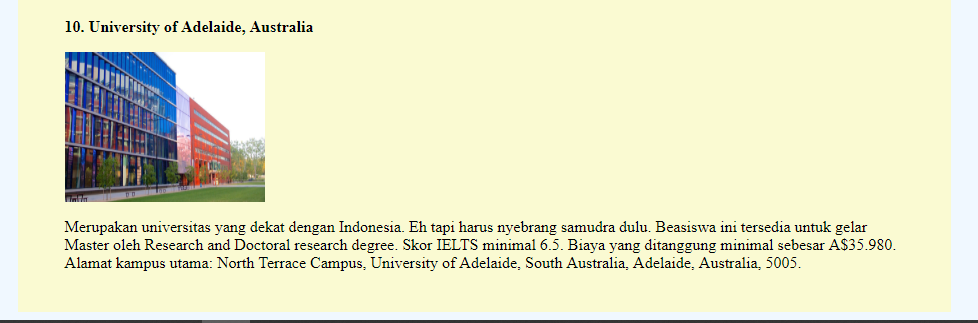 10. University of Adelaide, Australia
Merupakan universitas yang dekat dengan Indonesia. Eh tapi harus nyebrang samudra dulu. Beasiswa ini tersedia untuk gelar
Master oleh Research and Doctoral research degree. Skor IELTS minimal 6.5. Biaya yang ditanggung minimal sebesar A$35.980.
Alamat kampus utama: North Terrace Campus, University of Adelaide, South Australia, Adelaide, Australia, 5005.